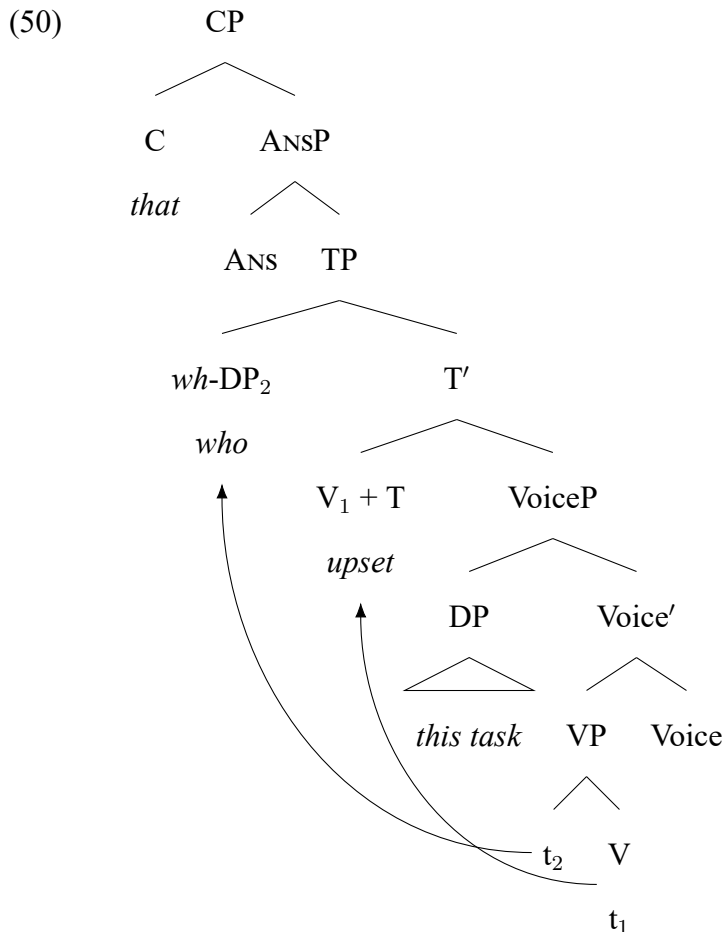 (50) CP
C AnsP
that
Ans TP
wh-DP₂ T′
who
V₁ + T VoiceP
upset
DP Voice′
this task VP Voice
t₂ V
t₁